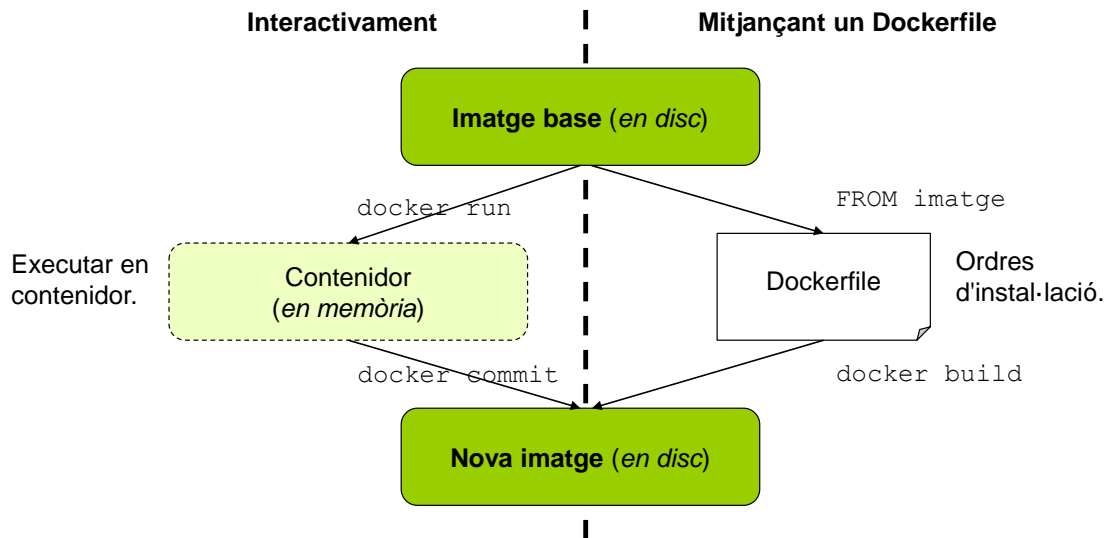 Interactivament
Mitjançant un Dockerfile
Imatge base (en disc)
docker run
FROM imatge
Executar en
contenidor.
Contenidor
(en memòria)
Dockerfile
Ordres
d'instal·lació.
docker commit
docker build
Nova imatge (en disc)